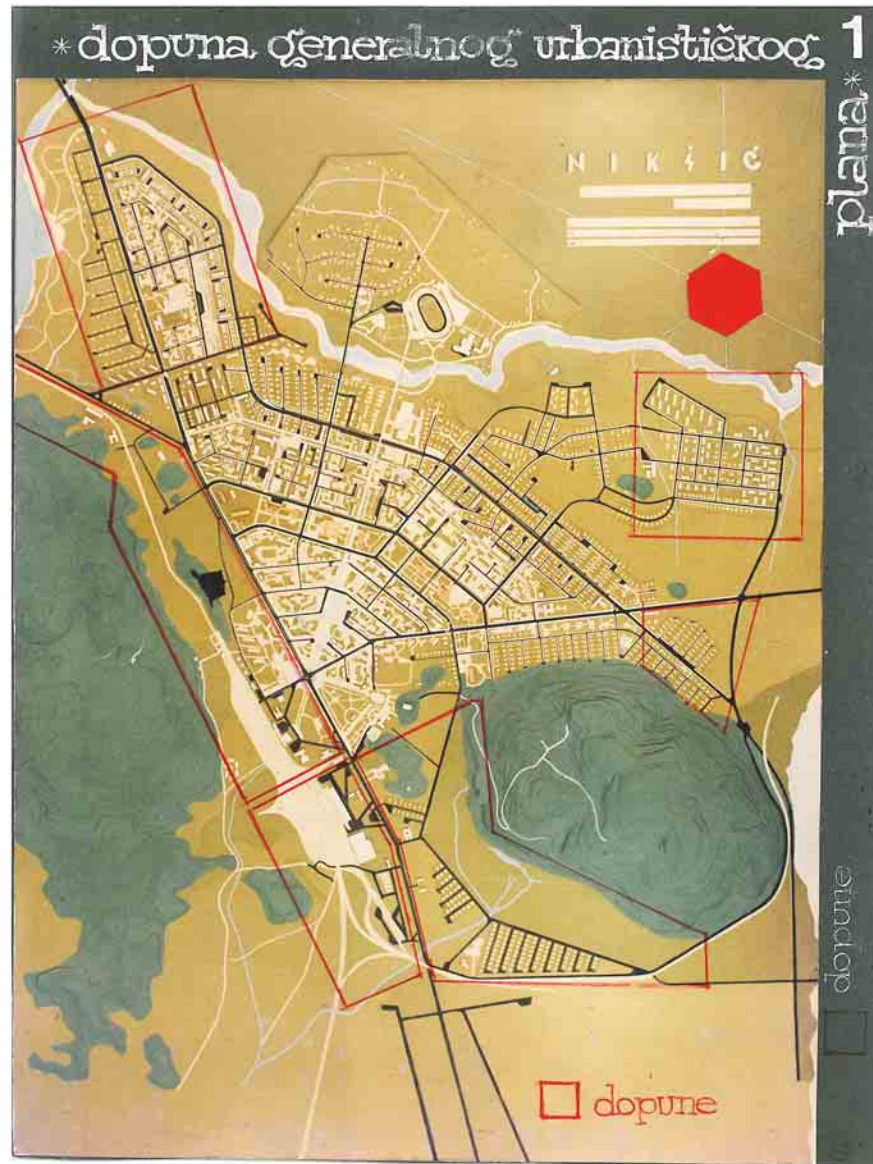 * dopuna generalnog urbanističkog
plana *
1
NIKŠIĆ
dopune
dopune